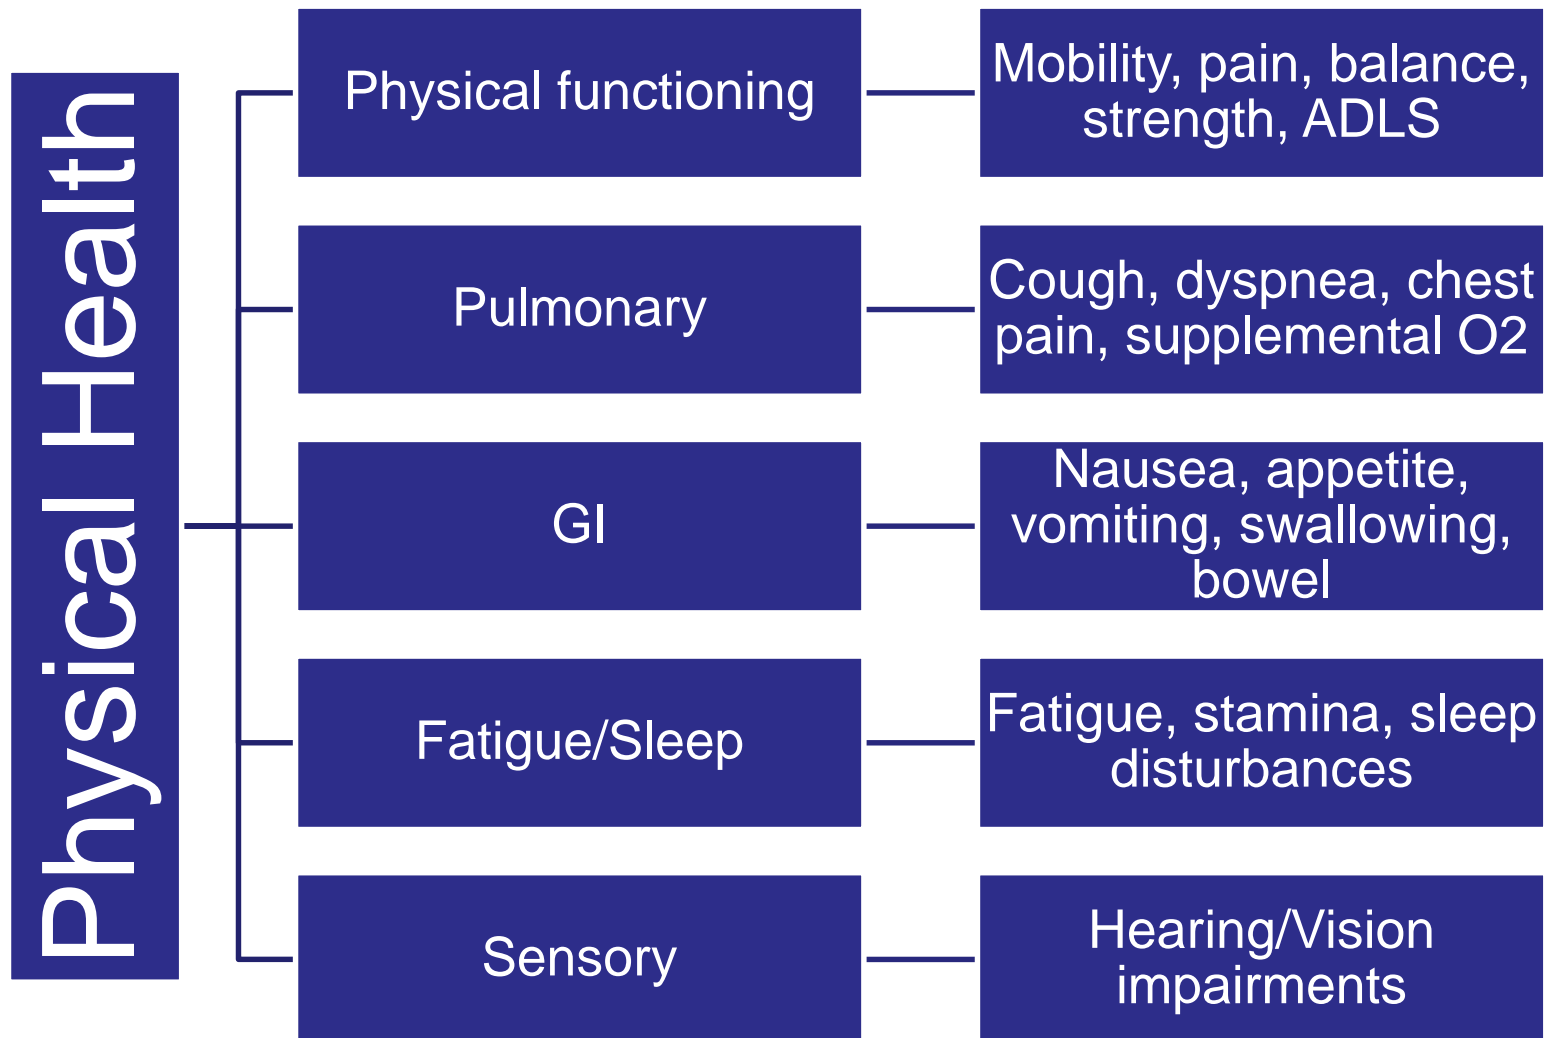 Physical Health
Physical functioning
Mobility, pain, balance,
strength, ADLS
Pulmonary
Cough, dyspnea, chest
pain, supplemental O2
GI
Nausea, appetite,
vomiting, swallowing,
bowel
Fatigue/Sleep
Fatigue, stamina, sleep
disturbances
Sensory
Hearing/Vision
impairments